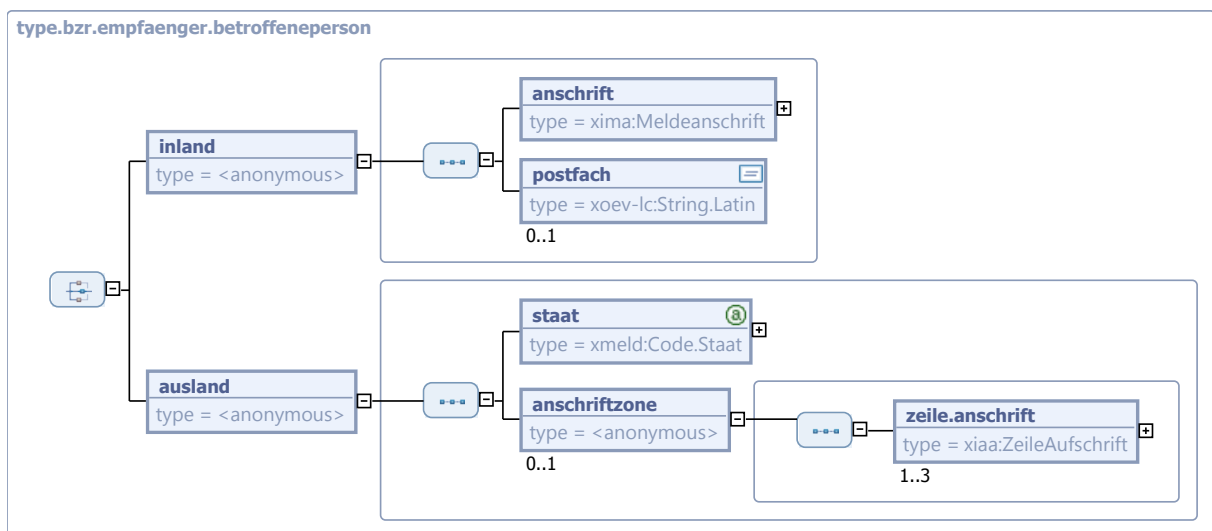 type.bzr.empfaenger.betroffeneperson
anschrift
type = xima:Meldeanschrift
inland
type = <anonymous>
postfach
type = xoev-lc:String.Latin
0..1
staat
a
type = xmeld:Code.Staat
ausland
type = <anonymous>
anschriftzone
type = <anonymous>
0..1
zeile.anschrift
type = xiaa:ZeileAufschrift
1..3